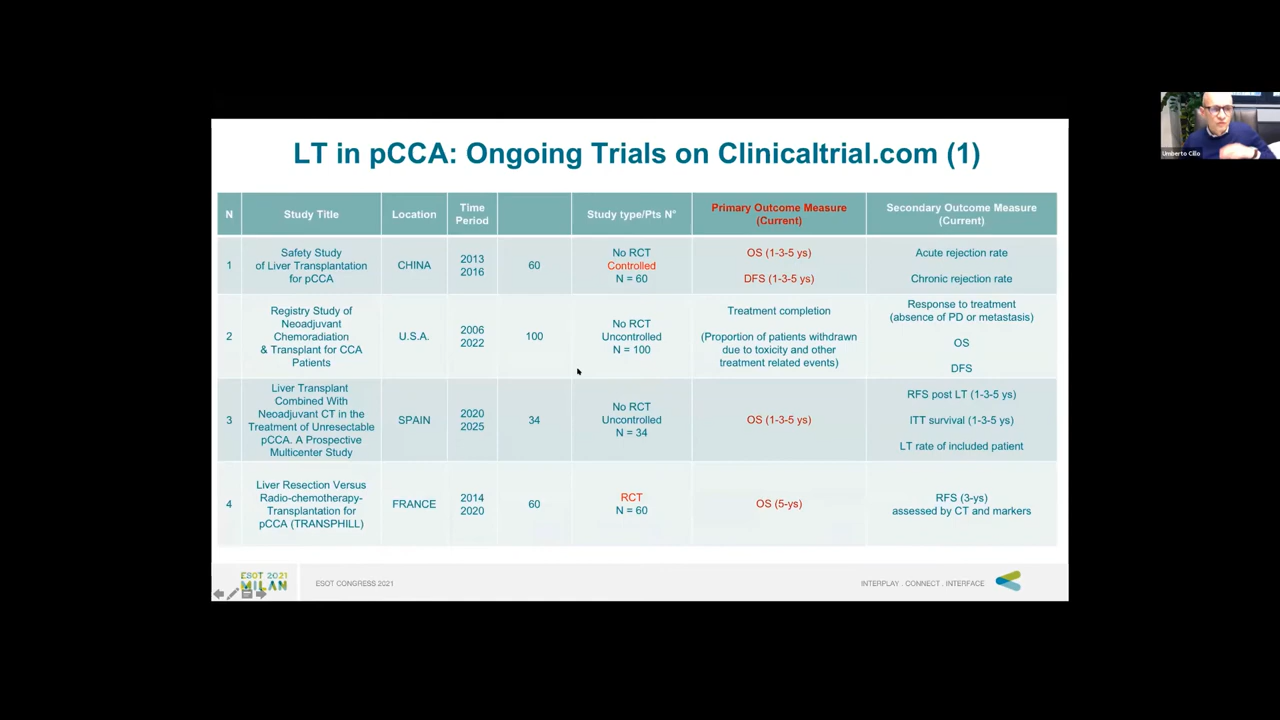 LT in pCCA: Ongoing Trials on Clinicaltrial.com (1)
N
Study Title
Location
Time
Period
Study type/Pts N°
Primary Outcome Measure
(Current)
Secondary Outcome Measure
(Current)
1
Safety Study
of Liver Transplantation
for pCCA
CHINA
2013
2016
60
No RCT
Controlled
N = 60
OS (1-3-5 ys)
DFS (1-3-5 ys)
Acute rejection rate
Chronic rejection rate
2
Registry Study of
Neoadjuvant
Chemoradiation
& Transplant for CCA
Patients
U.S.A.
2006
2022
100
No RCT
Uncontrolled
N = 100
Treatment completion
(Proportion of patients withdrawn
due to toxicity and other
treatment related events)
Response to treatment
(absence of PD or metastasis)
OS
DFS
3
Liver Transplant
Combined With
Neoadjuvant CT in the
Treatment of Unresectable
pCCA. A Prospective
Multicenter Study
SPAIN
2020
2025
34
No RCT
Uncontrolled
N = 34
OS (1-3-5 ys)
RFS post LT (1-3-5 ys)
ITT survival (1-3-5 ys)
LT rate of included patient
4
Liver Resection Versus
Radio-chemotherapy-
Transplantation for
pCCA (TRANSPHILL)
FRANCE
2014
2020
60
RCT
N = 60
OS (5-ys)
RFS (3-ys)
assessed by CT and markers
ESOT 2021
MILAN
ESOT CONGRESS 2021
INTERPLAY . CONNECT . INTERFACE
Umberto Cillo